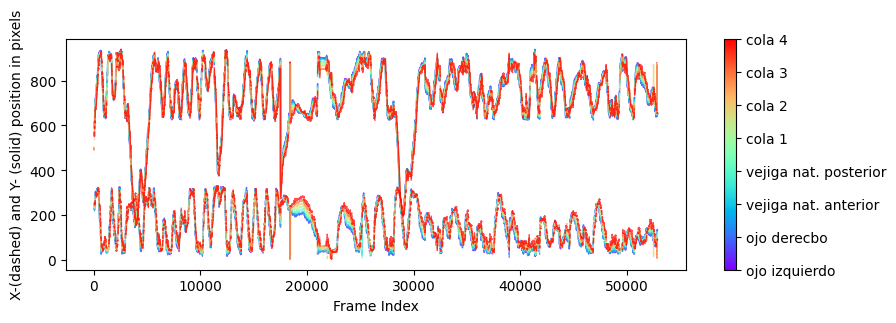 X-(dashed) and Y- (solid) position in pixels
800
600
400
200
0
0
10000
20000
30000
40000
50000
Frame Index
cola 4
cola 3
cola 2
cola 1
vejiga nat. posterior
vejiga nat. anterior
ojo derecbo
ojo izquierdo